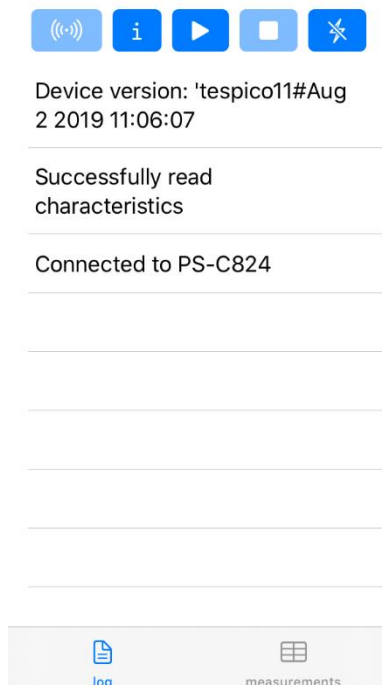 i
Device version: 'tespico11#Aug
2 2019 11:06:07
Successfully read
characteristics
Connected to PS-C824
log
measurements